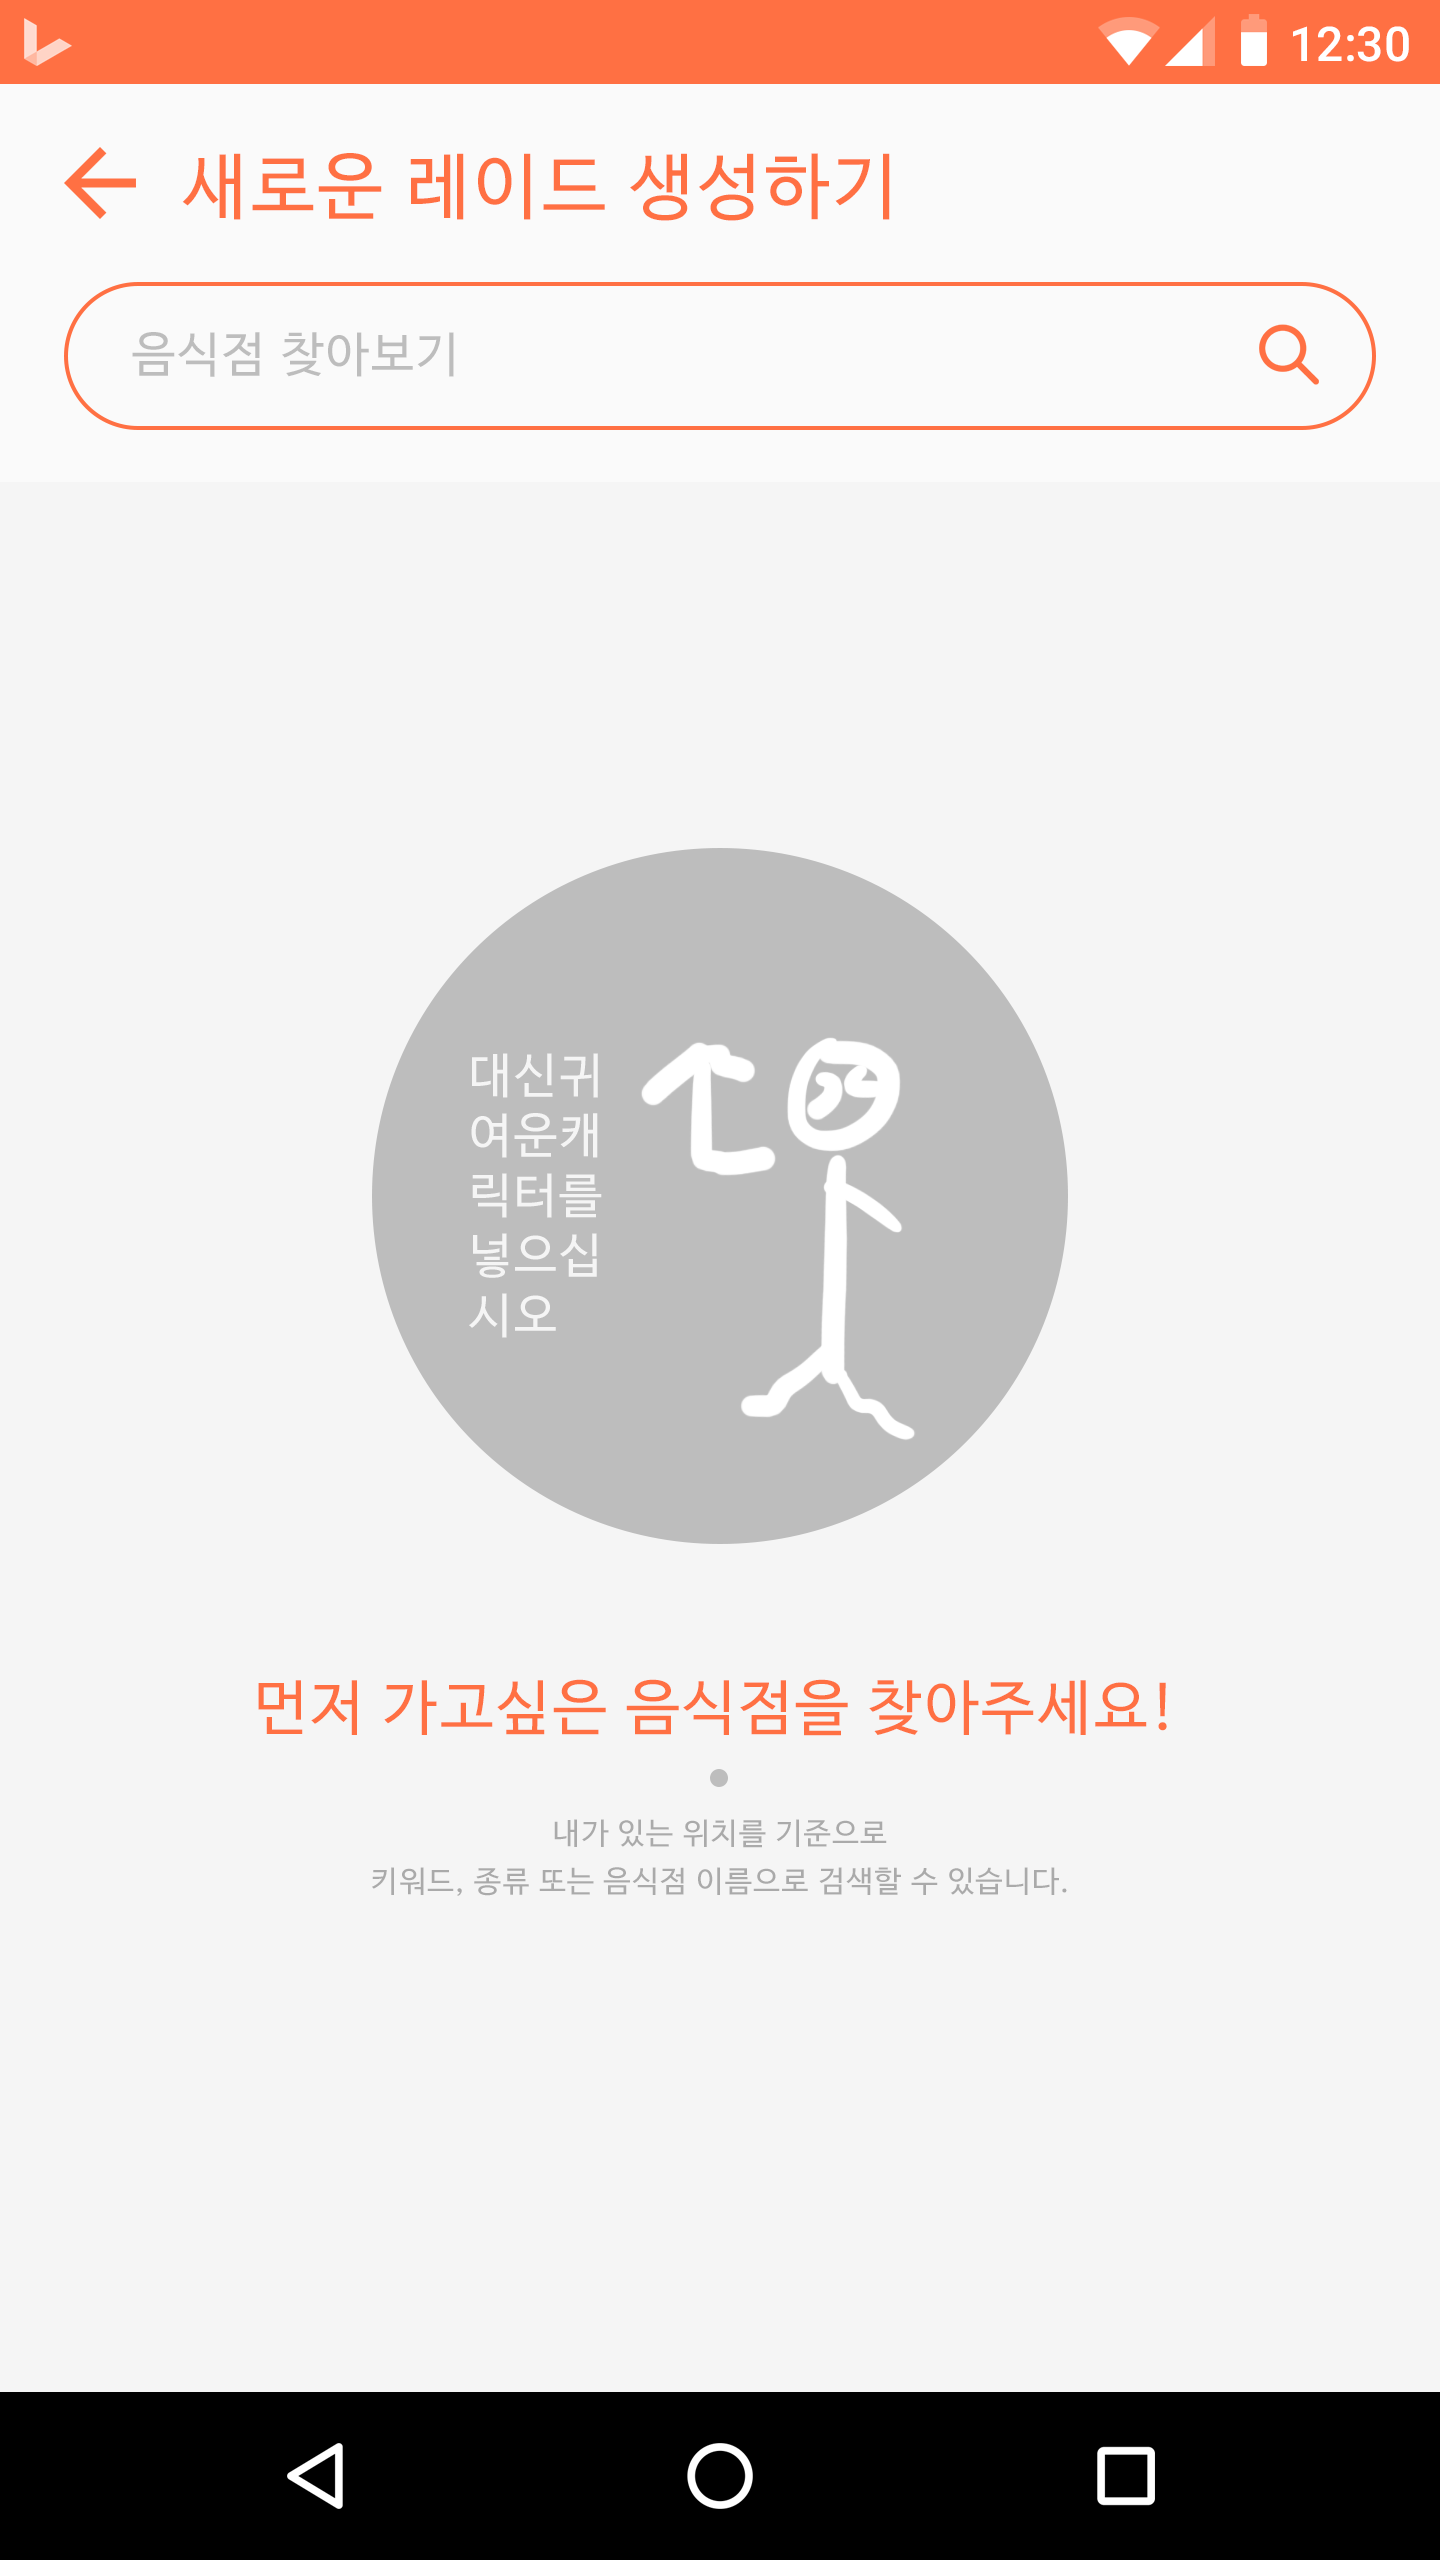 12:30
새로운 레이드 생성하기
음식점 찾아보기
대신귀
여운캐
릭터를
넣으십
시오
먼저 가고싶은 음식점을 찾아주세요!
내가 있는 위치를 기준으로
키워드, 종류 또는 음식점 이름으로 검색할 수 있습니다.